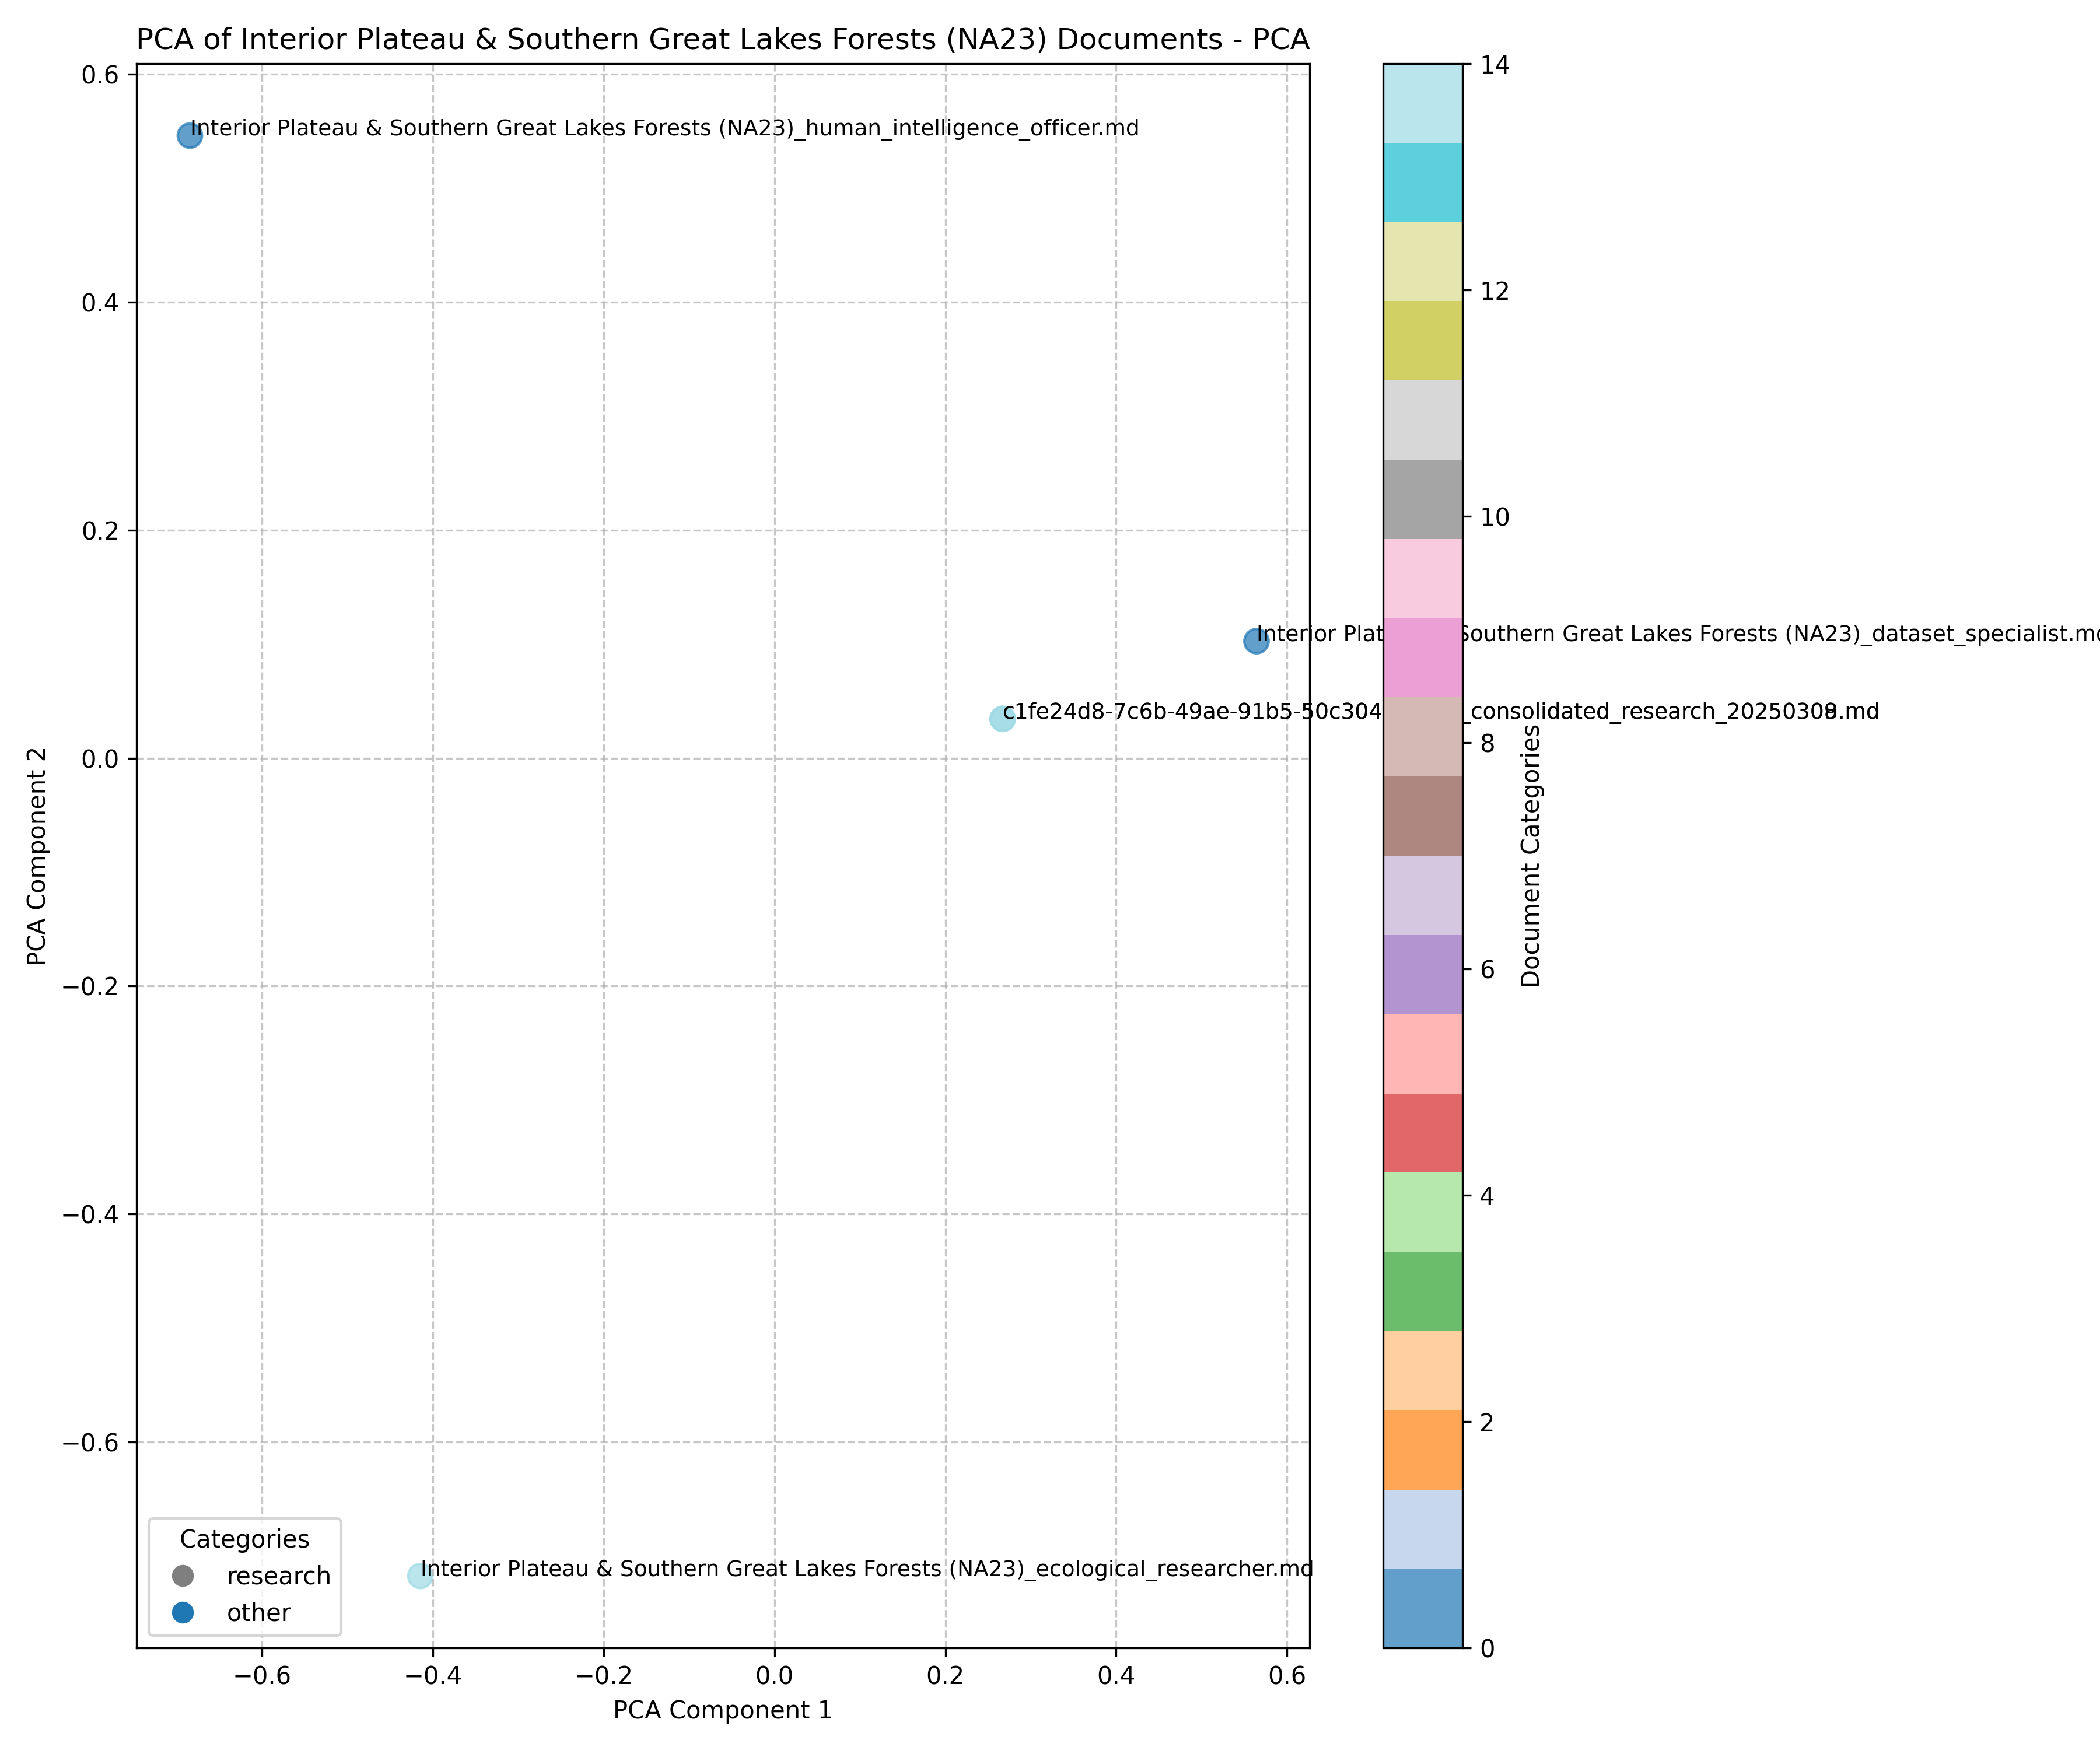 PCA of Interior Plateau & Southern Great Lakes Forests (NA23) Documents - PCA
0.6
0.4
0.2
0.0
−0.2
−0.4
−0.6
PCA Component 2
Interior Plateau & Southern Great Lakes Forests (NA23)_human_intelligence_officer.md
Interior Plat Southern Great Lakes Forests (NA23)_dataset_specialist.md
c1fe24d8-7c6b-49ae-91b5-50c304 _consolidated_research_2025030
Interior Plateau & Southern Great Lakes Forests (NA23)_ecological_researcher.md
Categories
research
other
−0.6
−0.4
−0.2
0.0
0.2
0.4
0.6
PCA Component 1
14
12
10
8
6
4
2
0
Document Categories